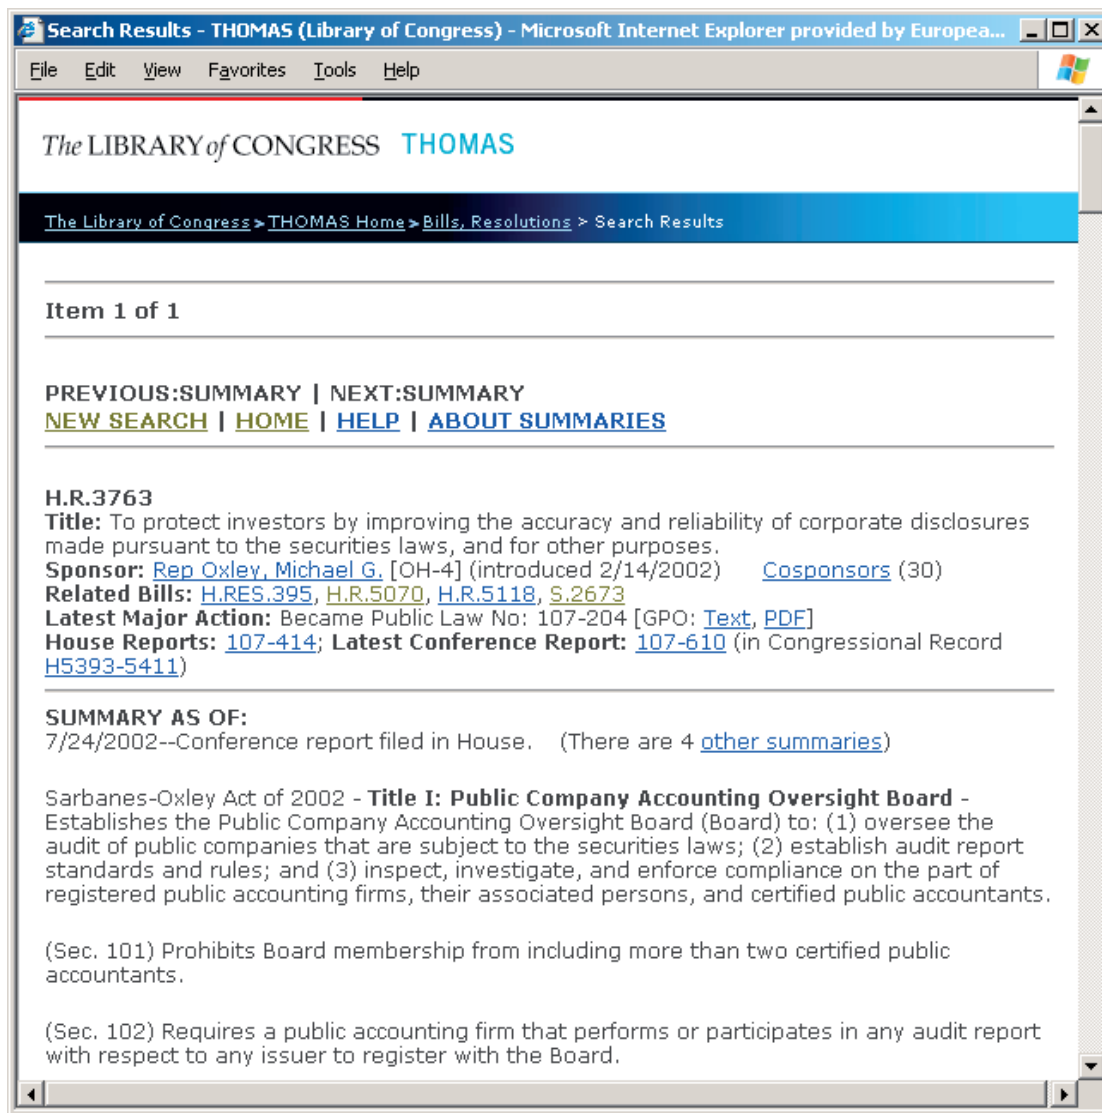 Search Results - THOMAS (Library of Congress) - Microsoft Internet Explorer provided by Europea...
File Edit View Favorites Tools Help
The LIBRARY of CONGRESS THOMAS
The Library of Congress > THOMAS Home > Bills, Resolutions > Search Results
Item 1 of 1
PREVIOUS:SUMMARY | NEXT:SUMMARY
NEW SEARCH | HOME | HELP | ABOUT SUMMARIES
H.R.3763
Title: To protect investors by improving the accuracy and reliability of corporate disclosures
made pursuant to the securities laws, and for other purposes.
Sponsor: Rep Oxley, Michael G. [OH-4] (introduced 2/14/2002) Cosponsors (30)
Related Bills: H.RES.395, H.R.5070, H.R.5118, S.2673
Latest Major Action: Became Public Law No: 107-204 [GPO: Text, PDF]
House Reports: 107-414; Latest Conference Report: 107-610 (in Congressional Record
H5393-5411)
SUMMARY AS OF:
7/24/2002--Conference report filed in House. (There are 4 other summaries)
Sarbanes-Oxley Act of 2002 - Title I: Public Company Accounting Oversight Board -
Establishes the Public Company Accounting Oversight Board (Board) to: (1) oversee the
audit of public companies that are subject to the securities laws; (2) establish audit report
standards and rules; and (3) inspect, investigate, and enforce compliance on the part of
registered public accounting firms, their associated persons, and certified public accountants.
(Sec. 101) Prohibits Board membership from including more than two certified public
accountants.
(Sec. 102) Requires a public accounting firm that performs or participates in any audit report
with respect to any issuer to register with the Board.